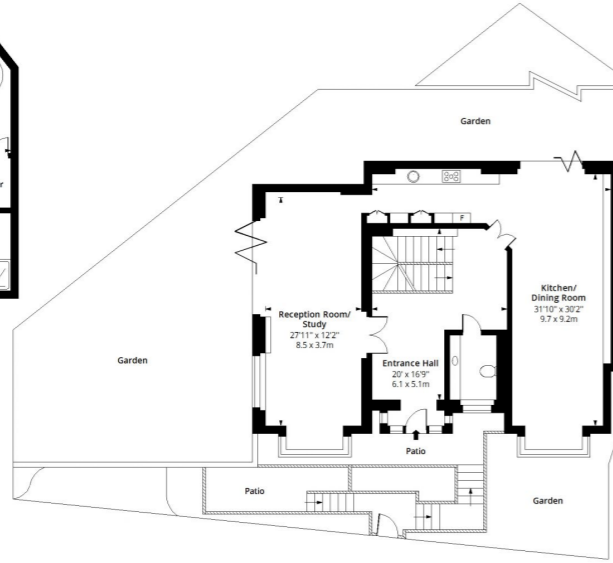 Garden
r
F
Kitchen/
Dining Room
31'10" x 30'2"
9.7 x 9.2m
Reception Room/
Study
27'11" x 12'2"
8.5 x 3.7m
Garden
Entrance Hall
20' x 16'9"
6.1 x 5.1m
Patio
Patio
Garden